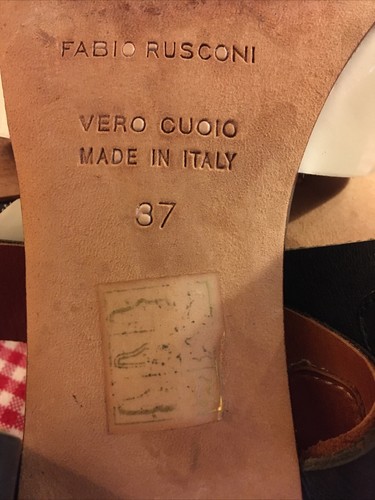 FABIO RUSCONI
VERO CUOIO
MADE IN ITALY
37